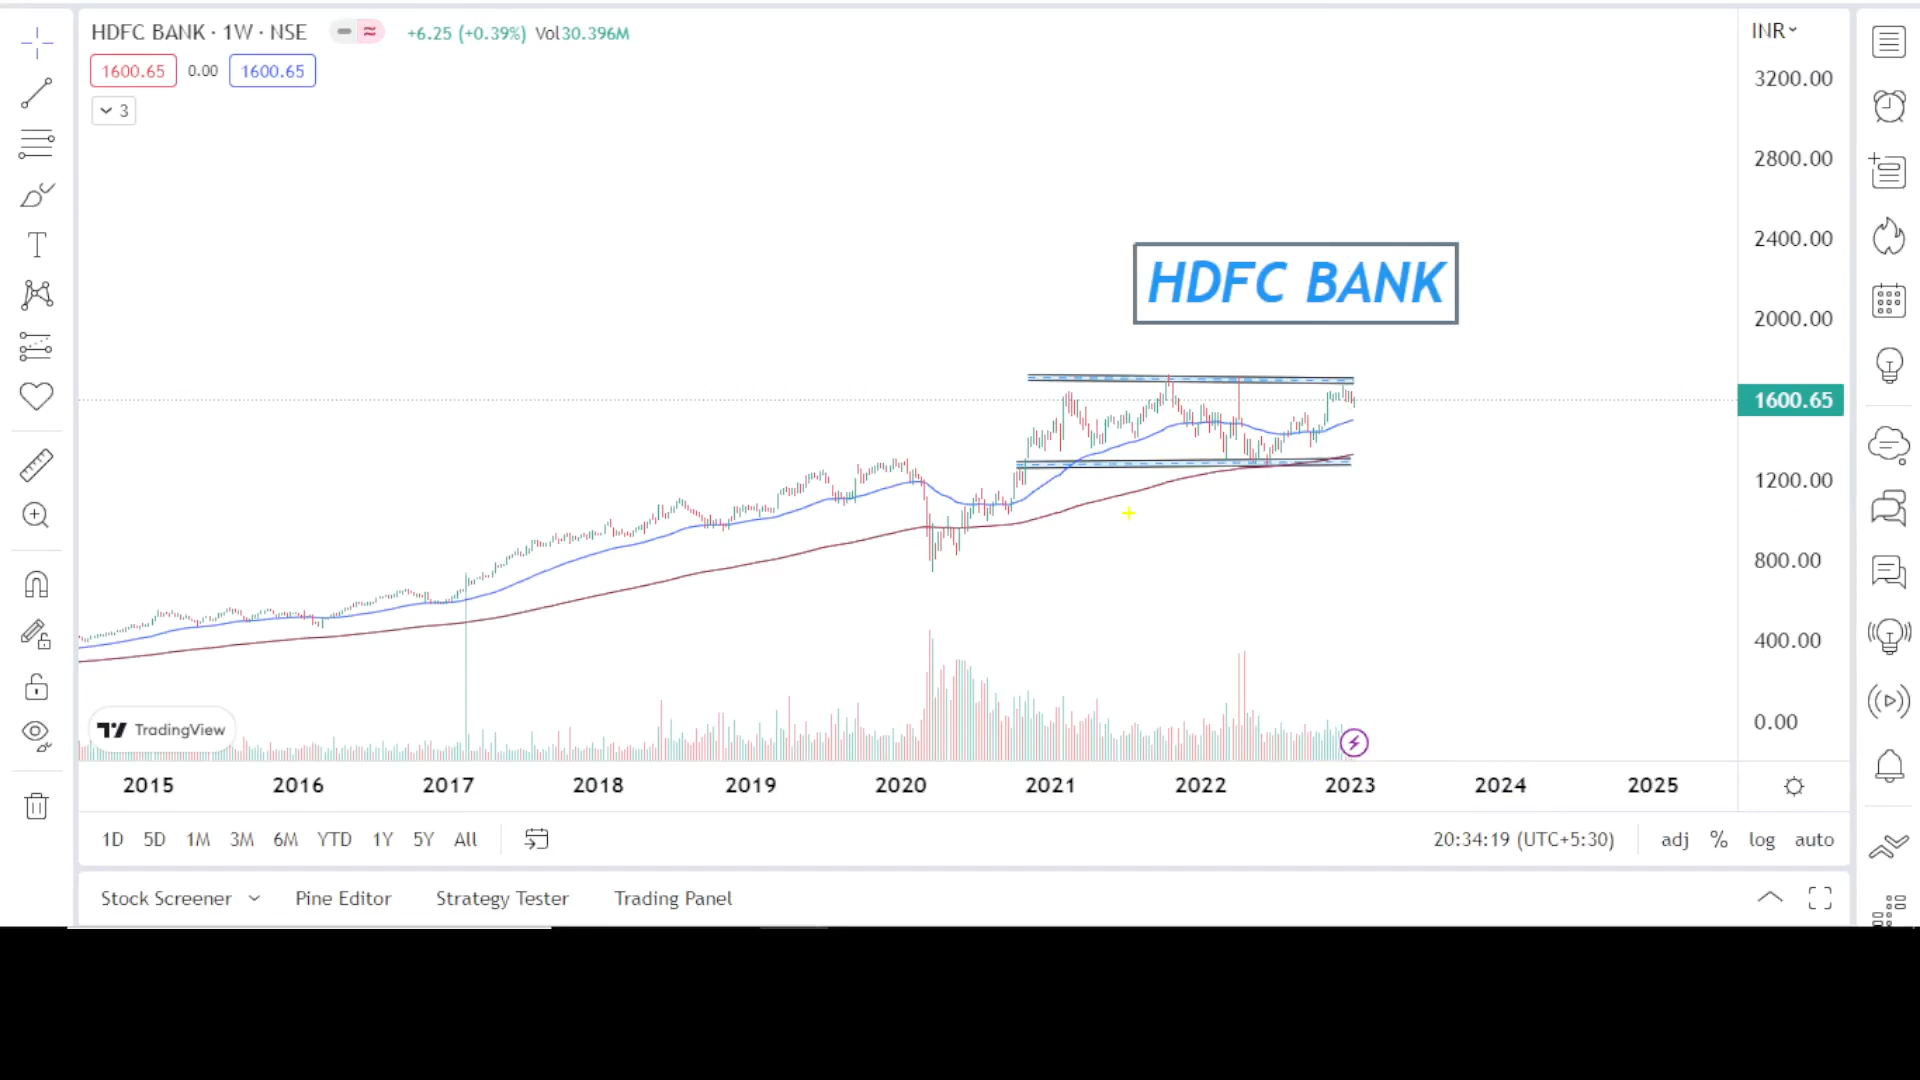 HDFC BANK · 1W · NSE
+6.25 (+0.39%) Vol30.396M
INR
1600.65 0.00 1600.65
3
3200.00
2800.00
2400.00
HDFC BANK
2000.00
1600.65
1200.00
800.00
400.00
0.00
TradingView
2015 2016 2017 2018 2019 2020 2021 2022 2023 2024 2025
1D 5D 1M 3M 6M YTD 1Y 5Y All 20:34:19 (UTC+5:30) adj % log auto
Stock Screener Pine Editor Strategy Tester Trading Panel